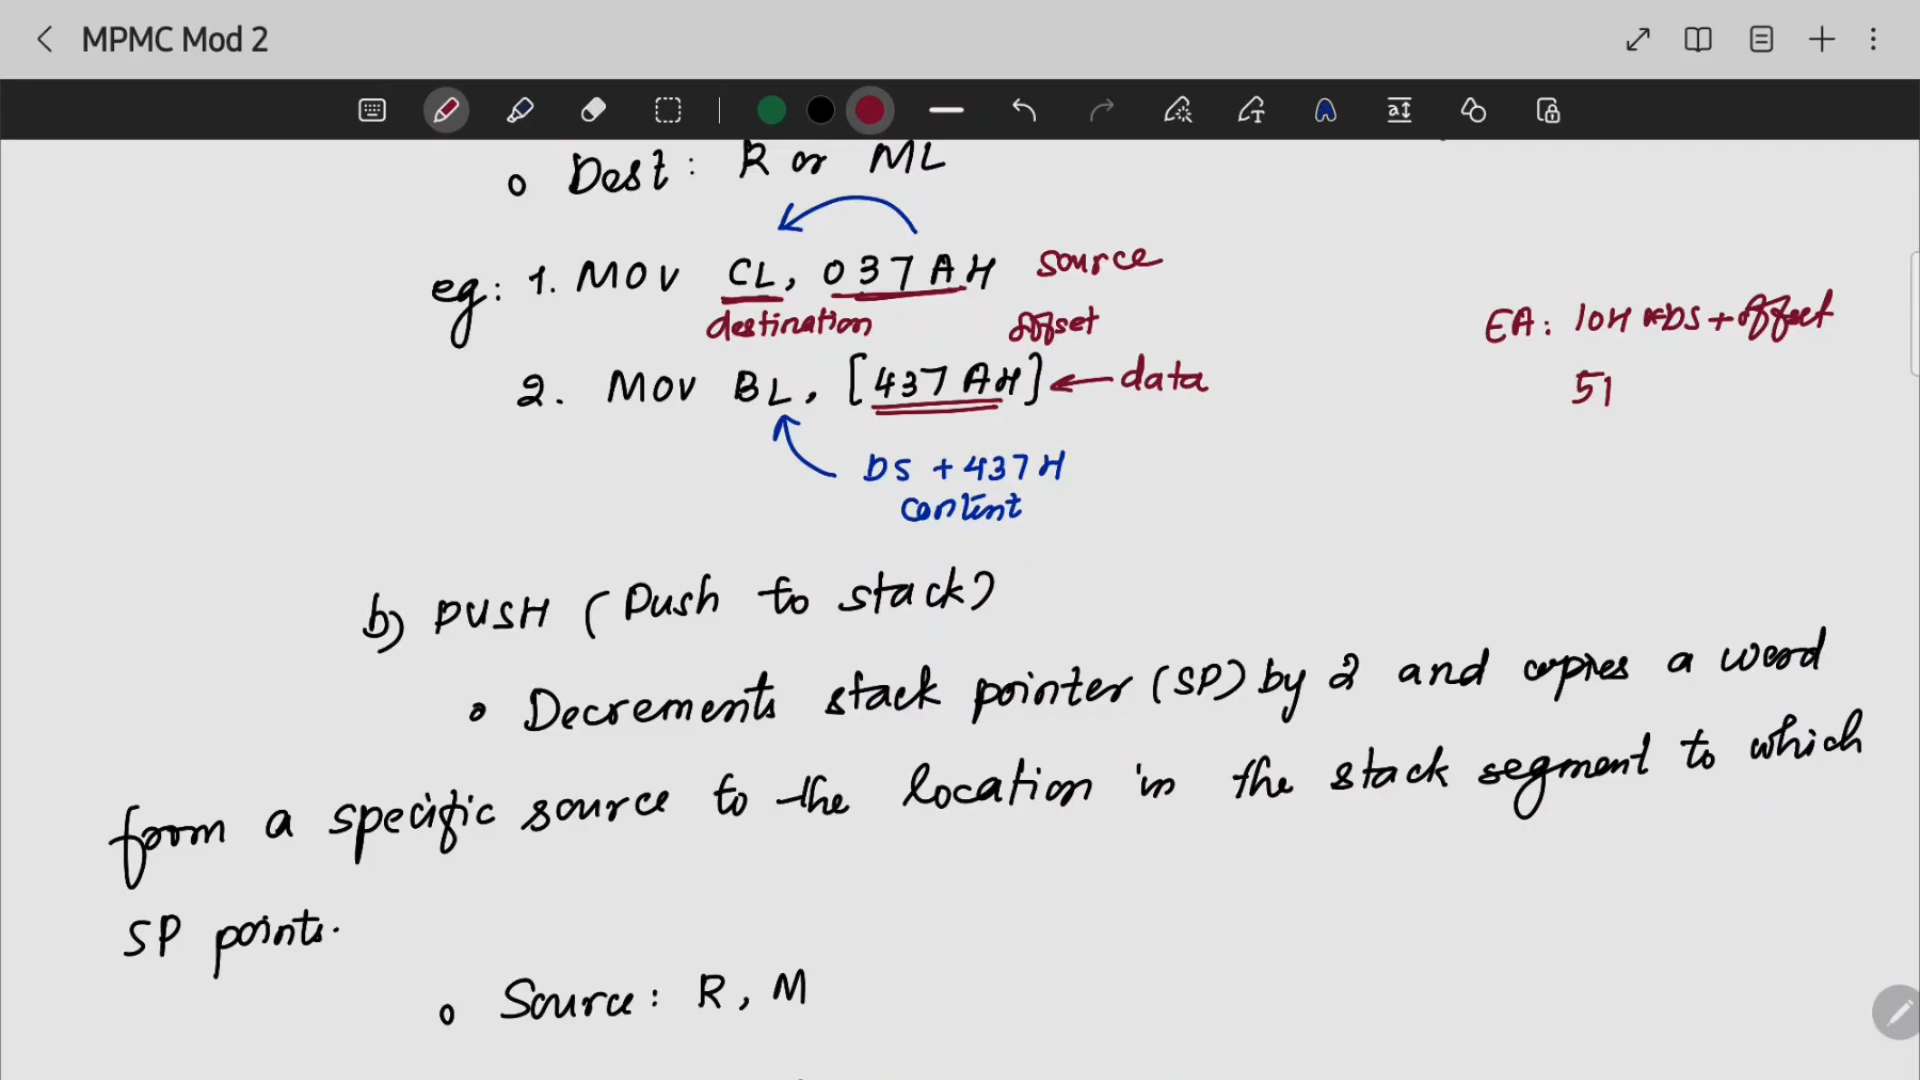 MPMC Mod 2
o Dest: R or ML
eg: 1. MOV CL, 037AH source
destination offset
EA: 10H * DS + offset
2. MOV BL, [437AH] ← data
51
DS + 437H
content
b) PUSH (Push to stack)
o Decrements stack pointer (SP) by 2 and copies a word
from a specific source to the location in the stack segment to which
SP points.
o Source: R, M